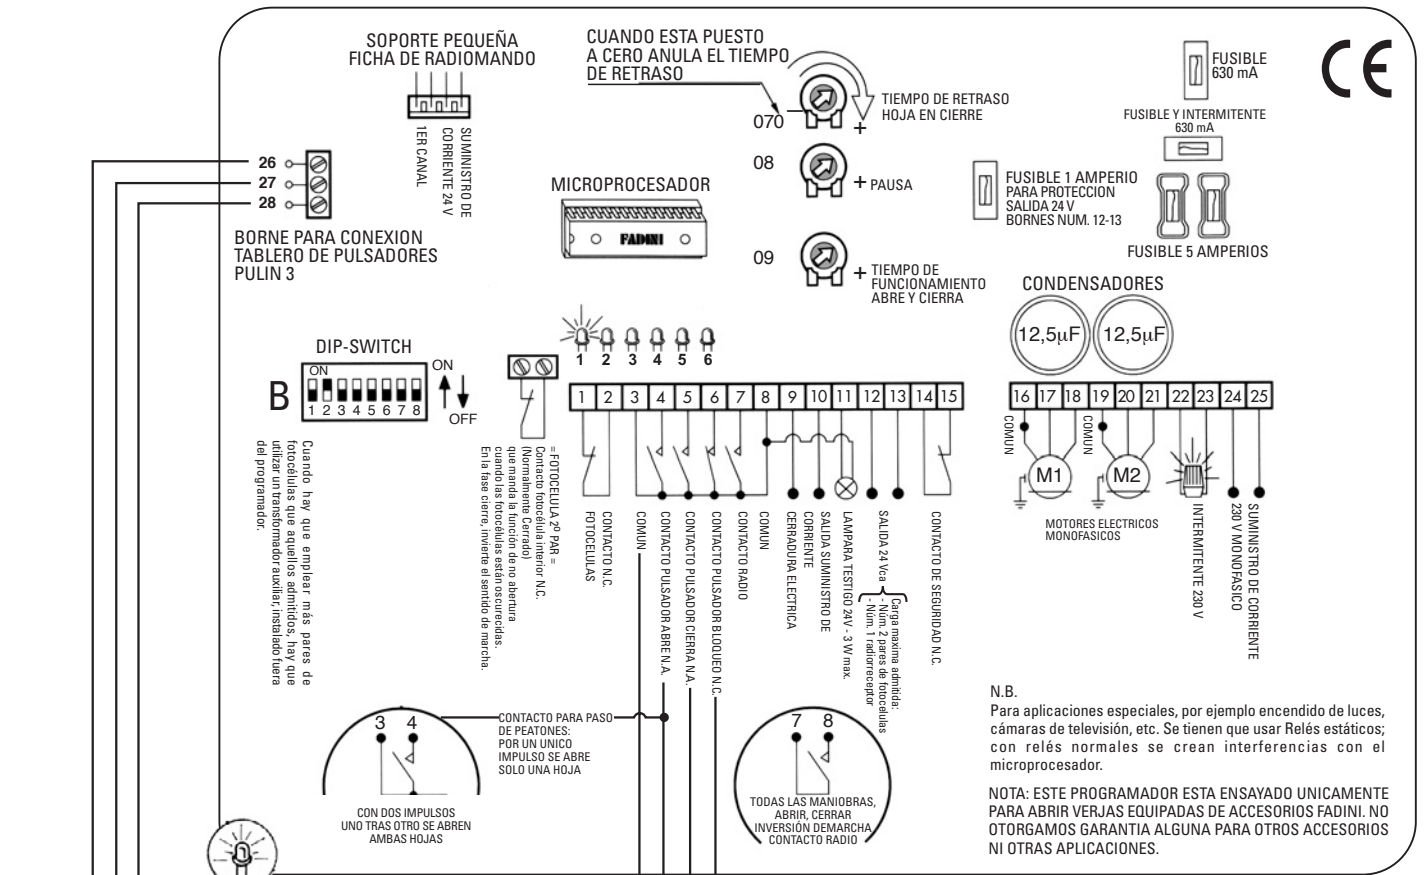 SOPORTE PEQUEÑA
FICHA DE RADIOMANDO
1ER CANAL
CORRIENTE 24 V
SUMINISTRO DE
26
27
28
BORNE PARA CONEXION
TABLERO DE PULSADORES
PULIN 3
CUANDO ESTA PUESTO
A CERO ANULA EL TIEMPO
DE RETRASO
070
+
TIEMPO DE RETRASO
HOJA EN CIERRE
08
+ PAUSA
09
+ TIEMPO DE
FUNCIONAMIENTO
ABRE Y CIERRA
MICROPROCESADOR
FADINI
FUSIBLE
630 mA
CE
FUSIBLE Y INTERMITENTE
630 mA
FUSIBLE 1 AMPERIO
PARA PROTECCION
SALIDA 24 V
BORNES NUM. 12-13
FUSIBLE 5 AMPERIOS
CONDENSADORES
12,5µF
12,5µF
DIP-SWITCH
B
ON
1 2 3 4 5 6 7 8
ON
OFF
Cuando hay que emplear más pares de
fotocélulas que aquellos admitidos, hay que
utilizar un transformador auxiliar, instalado fuera
del programador.
= FOTOCELULA 2º PAR =
Contacto fotocélula interior N.C.
(Normalmente Cerrado)
que manda la función de no abertura
cuando las fotocélulas están oscurecidas.
En la fase cierre, invierte el sentido de marcha.
1 2 3 4 5 6
1 2 3 4 5 6 7 8 9 10 11 12 13 14 15
FOTOCELULAS
CONTACTO N.C.
COMUN
CONTACTO PULSADOR ABRE N.A.
CONTACTO PULSADOR CIERRA N.A.
CONTACTO PULSADOR BLOQUEO N.C.
CONTACTO RADIO
COMUN
CERRADURA ELECTRICA
CORRIENTE
SALIDA SUMINISTRO DE
LAMPARA TESTIGO 24V - 3 W max.
SALIDA 24 Vca
Carga maxima admitida:
- Núm. 2 pares de fotocelulas
- Núm. 1 radiorreceptor
CONTACTO DE SEGURIDAD N.C.
16 17 18 19 20 21 22 23 24 25
COMUN
COMUN
M1
M2
MOTORES ELECTRICOS
MONOFASICOS
INTERMITENTE 230 V
230 V MONOFASICO
SUMINISTRO DE CORRIENTE
3 4
CON DOS IMPULSOS
UNO TRAS OTRO SE ABREN
AMBAS HOJAS
CONTACTO PARA PASO
DE PEATONES:
POR UN UNICO
IMPULSO SE ABRE
SOLO UNA HOJA
7 8
TODAS LAS MANIOBRAS,
ABRIR, CERRAR
INVERSIÓN DEMARCHA
CONTACTO RADIO
N.B.
Para aplicaciones especiales, por ejemplo encendido de luces,
cámaras de televisión, etc. Se tienen que usar Relés estáticos;
con relés normales se crean interferencias con el
microprocesador.
NOTA: ESTE PROGRAMADOR ESTA ENSAYADO UNICAMENTE
PARA ABRIR VERJAS EQUIPADAS DE ACCESORIOS FADINI. NO
OTORGAMOS GARANTIA ALGUNA PARA OTROS ACCESORIOS
NI OTRAS APLICACIONES.